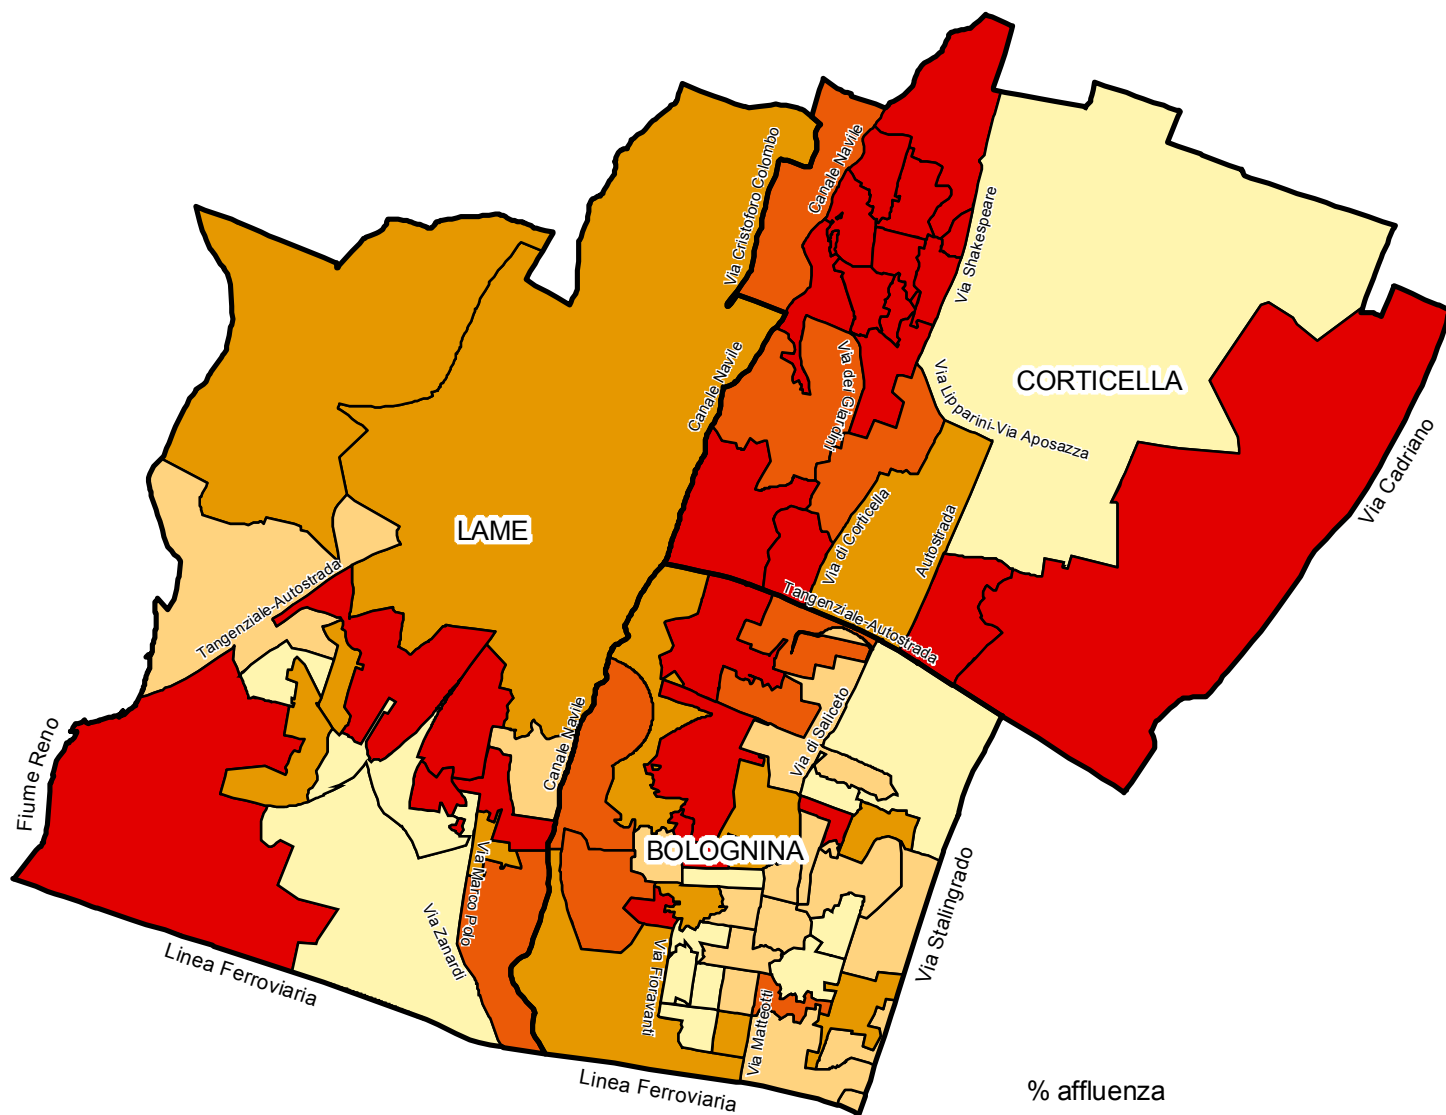 Via Cristoforo Colombo
Canale Navile
Via Shakespeare
Canale Navile
Via dei Giardini
CORTICELLA
Via Lipparini-Via Aposazza
Via Cadriano
LAME
Via di Corticella
Autostrada
Tangenziale-Autostrada
Tangenziale-Autostrada
Fiume Reno
Canale Navile
Via di Saliceto
BOLOGNINA
Via Marco Polo
Via Zanardi
Via Fioravanti
Via Stalingrado
Linea Ferroviaria
Via Matteotti
Linea Ferroviaria
% affluenza